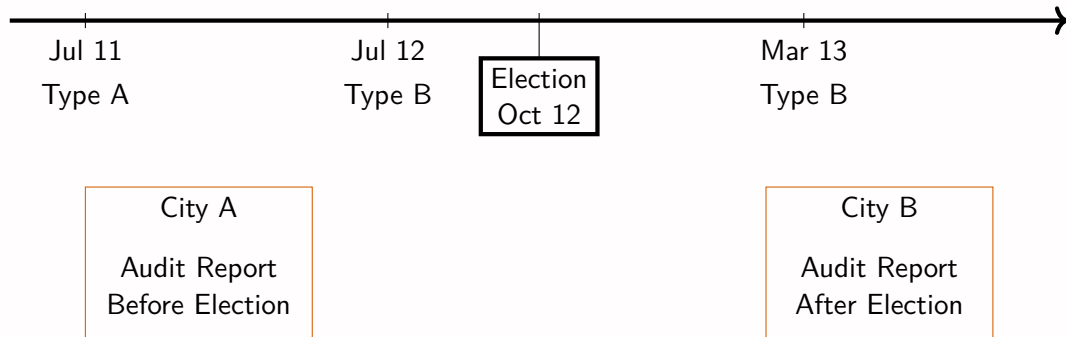 Jul 11
Type A
Jul 12
Type B
Election
Oct 12
Mar 13
Type B
City A
Audit Report
Before Election
City B
Audit Report
After Election